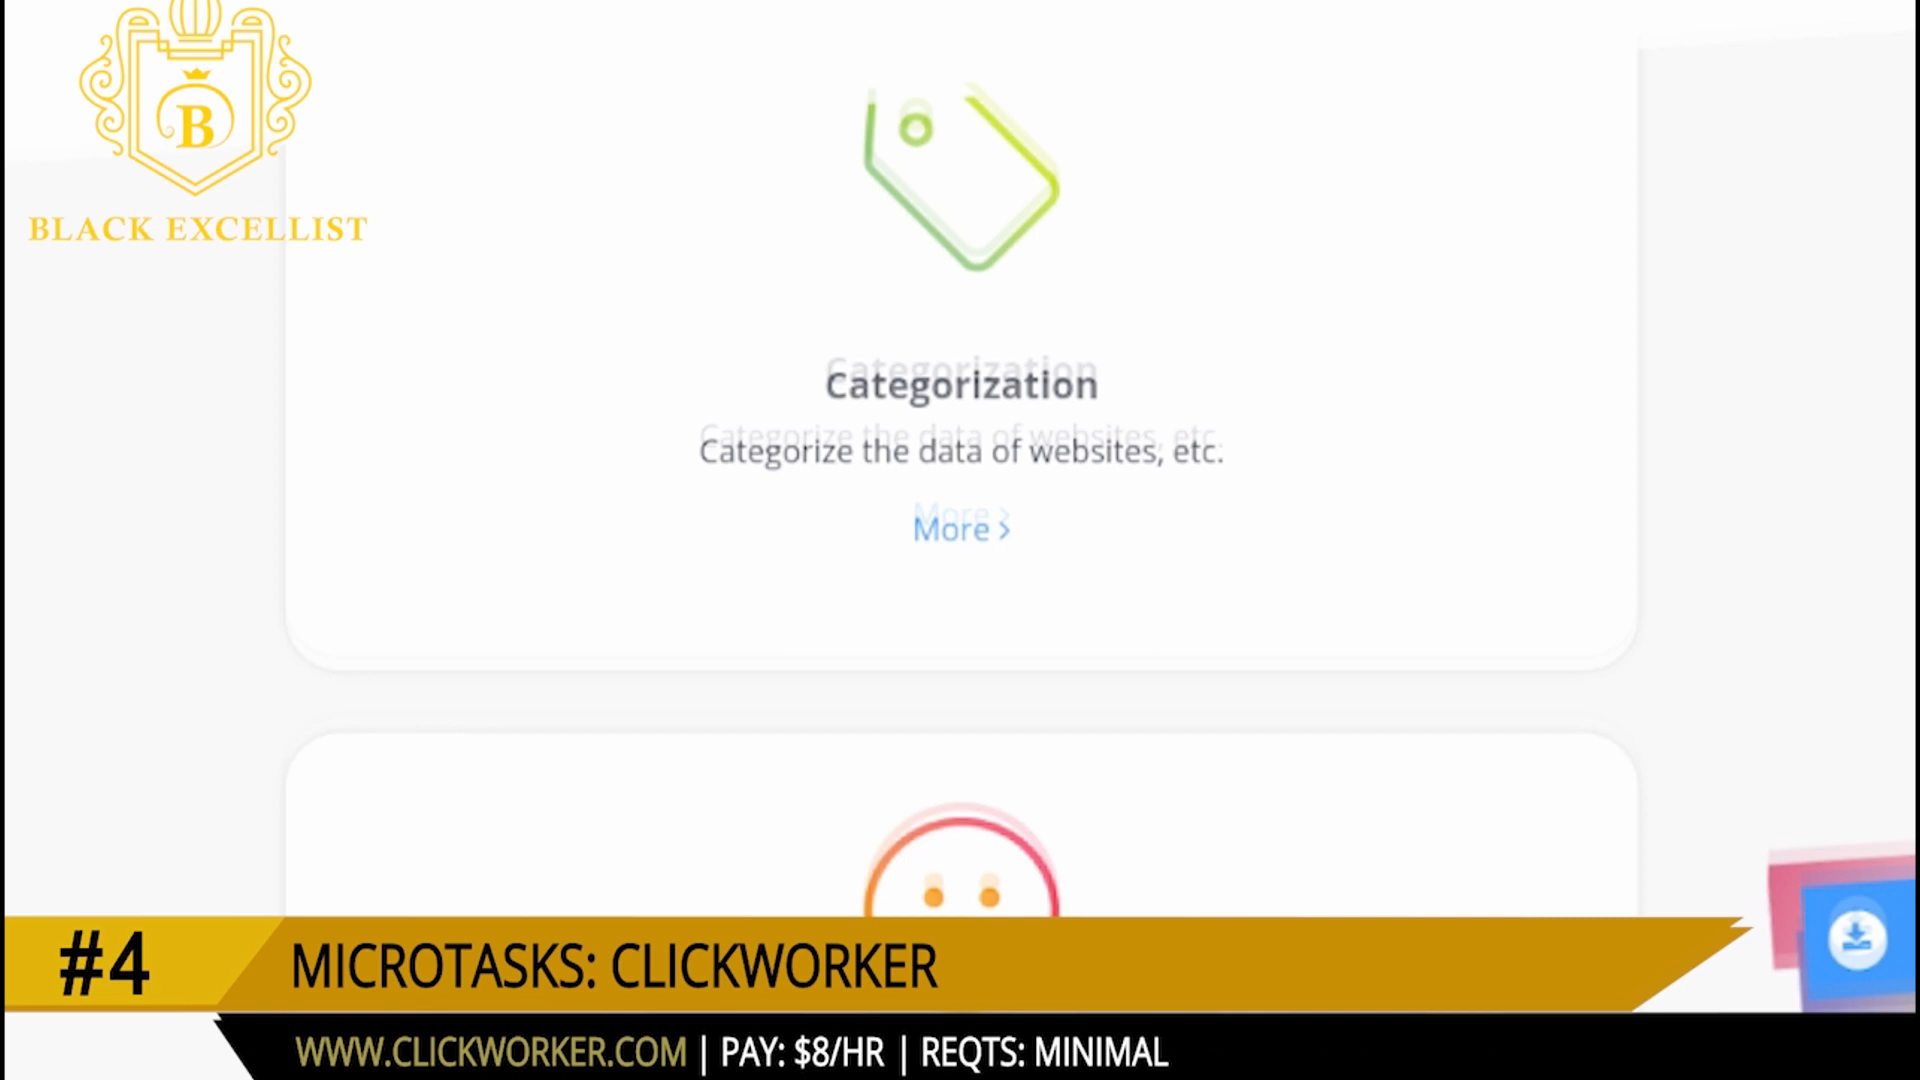 B
BLACK EXCELLIST
Categorization
Categorize the data of websites, etc.
More >
#4 MICROTASKS: CLICKWORKER
WWW.CLICKWORKER.COM | PAY: $8/HR | REQTS: MINIMAL